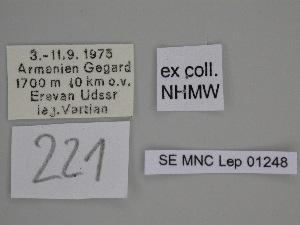 3.-11.9.1975
Armenien Gegard
1700 m 40 km o.v.
Erevan Udssr
leg. Vartian
ex coll.
NHMW
221
SE MNC Lep 01248